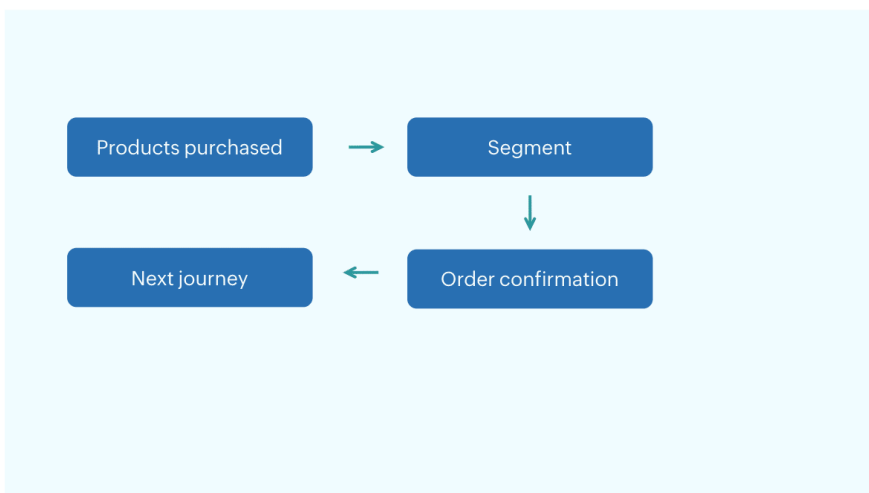 Products purchased
Segment
Order confirmation
Next journey